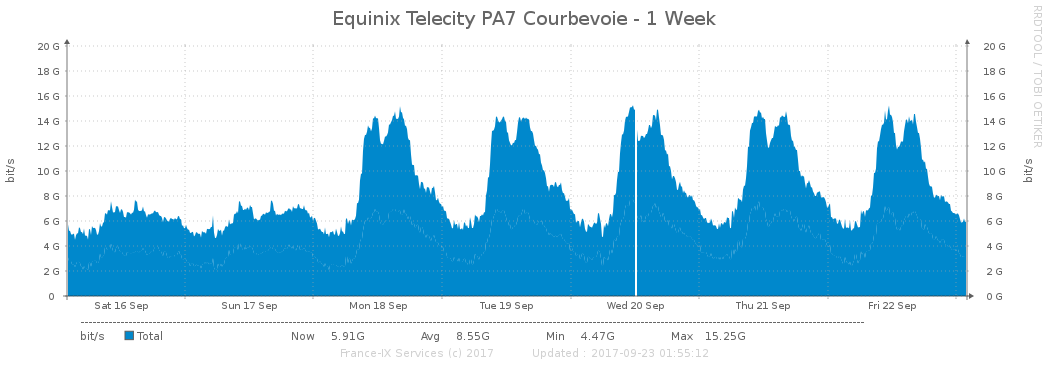 Equinix Telecity PA7 Courbevoie - 1 Week
RRDTOOL / TOBI OETIKER
20 G 20 G
18 G 18 G
16 G 16 G
14 G 14 G
12 G 12 G
10 G 10 G
8 G 8 G
6 G 6 G
4 G 4 G
2 G 2 G
0 0 G
bit/s bit/s
Sat 16 Sep Sun 17 Sep Mon 18 Sep Tue 19 Sep Wed 20 Sep Thu 21 Sep Fri 22 Sep
bit/s Total Now 5.91G Avg 8.55G Min 4.47G Max 15.25G
France-IX Services (c) 2017 Updated : 2017-09-23 01:55:12